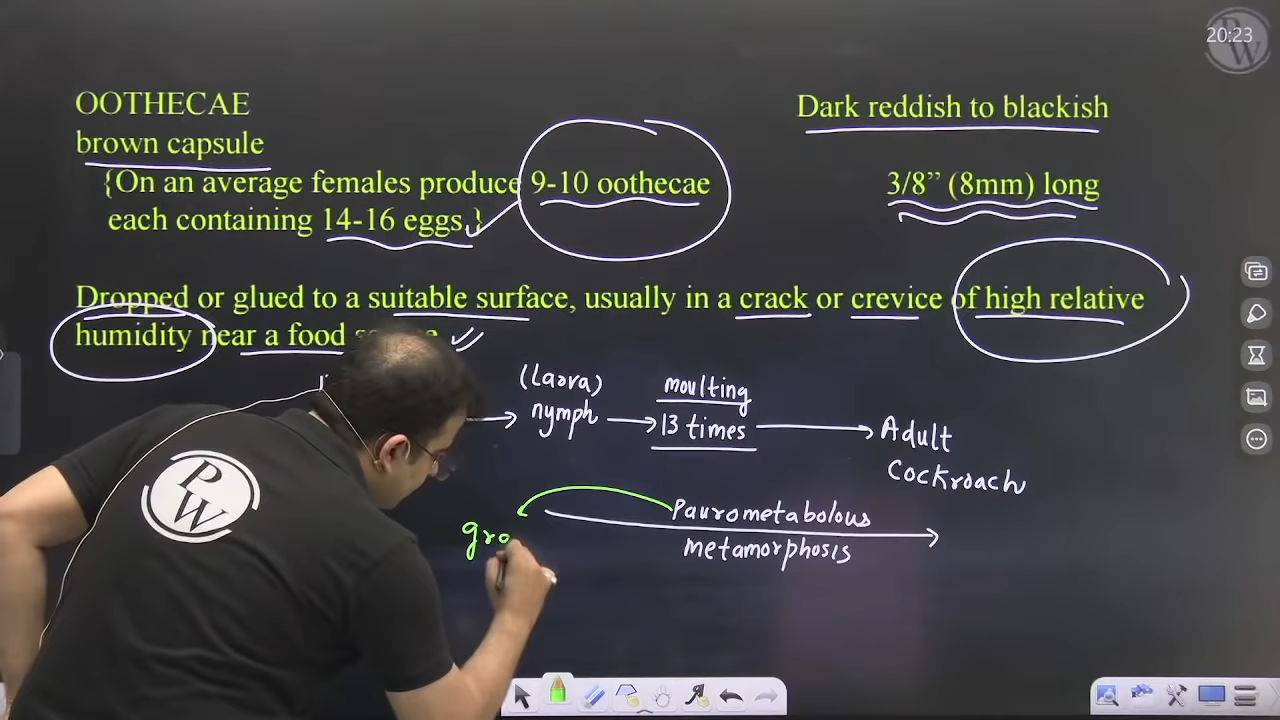 20:23
PW
OOTHECAE
brown capsule
{On an average females produce 9-10 oothecae
each containing 14-16 eggs.}
Dark reddish to blackish
3/8” (8mm) long
Dropped or glued to a suitable surface, usually in a crack or crevice of high relative
humidity near a food
(Larva)
nymph
moulting
13 times
Adult
Cockroach
Paurometabolous
metamorphosis
gro
PW